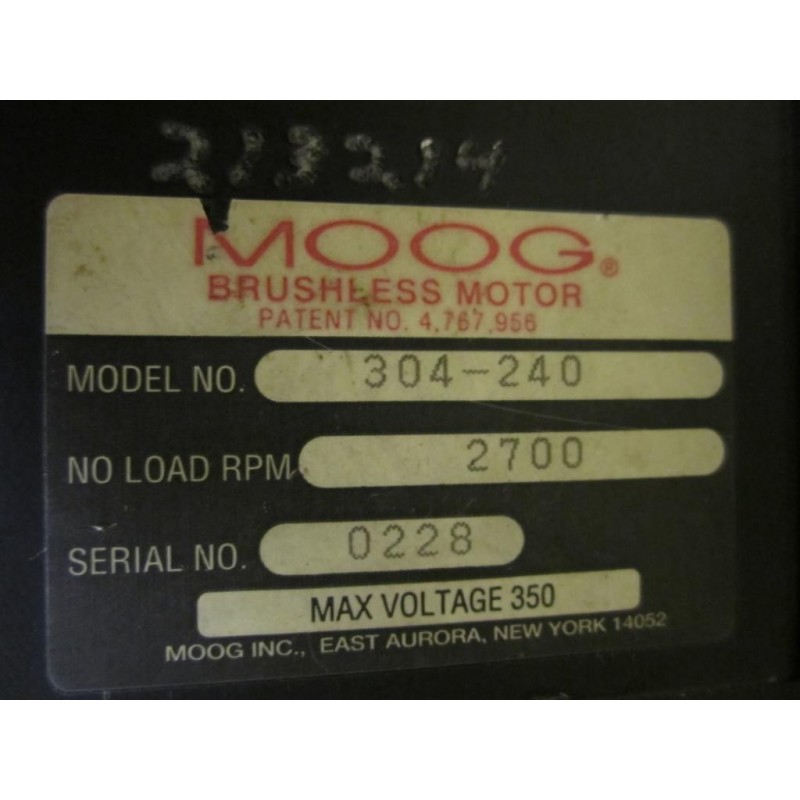 213214
MOOG®
BRUSHLESS MOTOR
PATENT NO. 4,767,956
MODEL NO. 304-240
NO LOAD RPM 2700
SERIAL NO. 0228
MAX VOLTAGE 350
MOOG INC., EAST AURORA, NEW YORK 14052